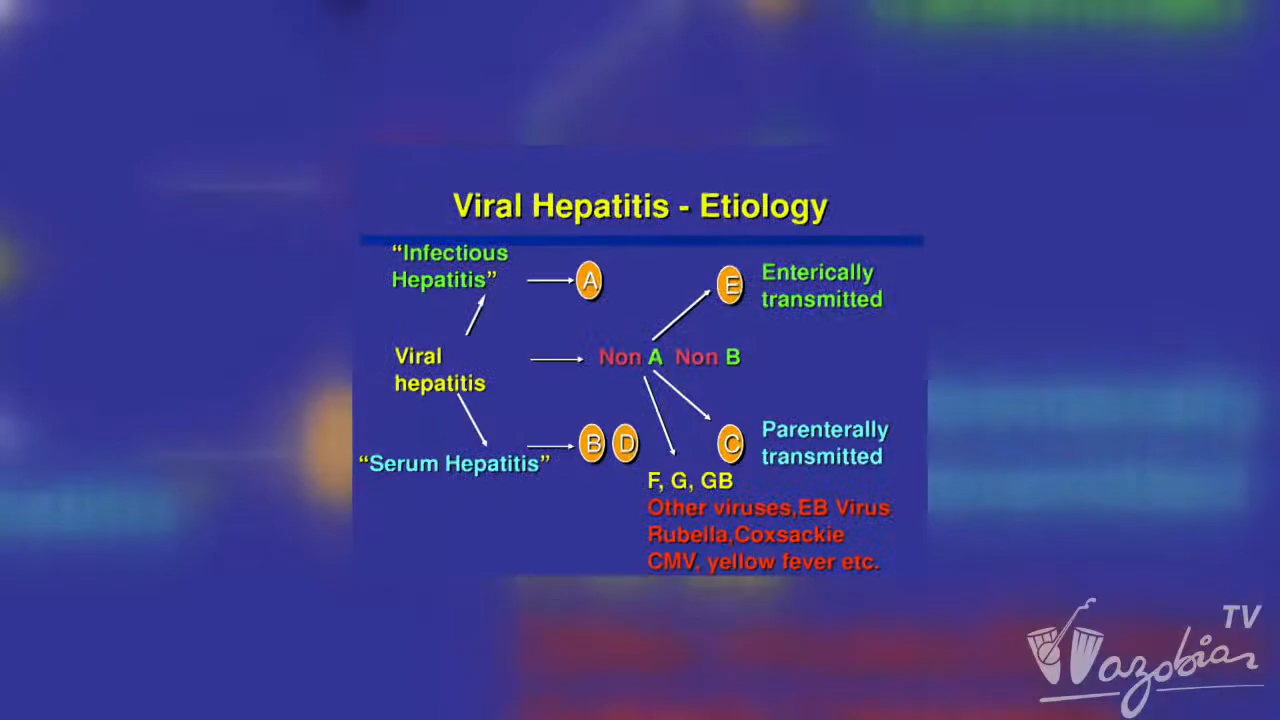 Viral Hepatitis - Etiology
“Infectious
Hepatitis”
A
E
Enterically
transmitted
Viral
hepatitis
Non A Non B
“Serum Hepatitis”
B D
C
Parenterally
transmitted
F, G, GB
Other viruses,EB Virus
Rubella,Coxsackie
CMV, yellow fever etc.
TV
Wazobian